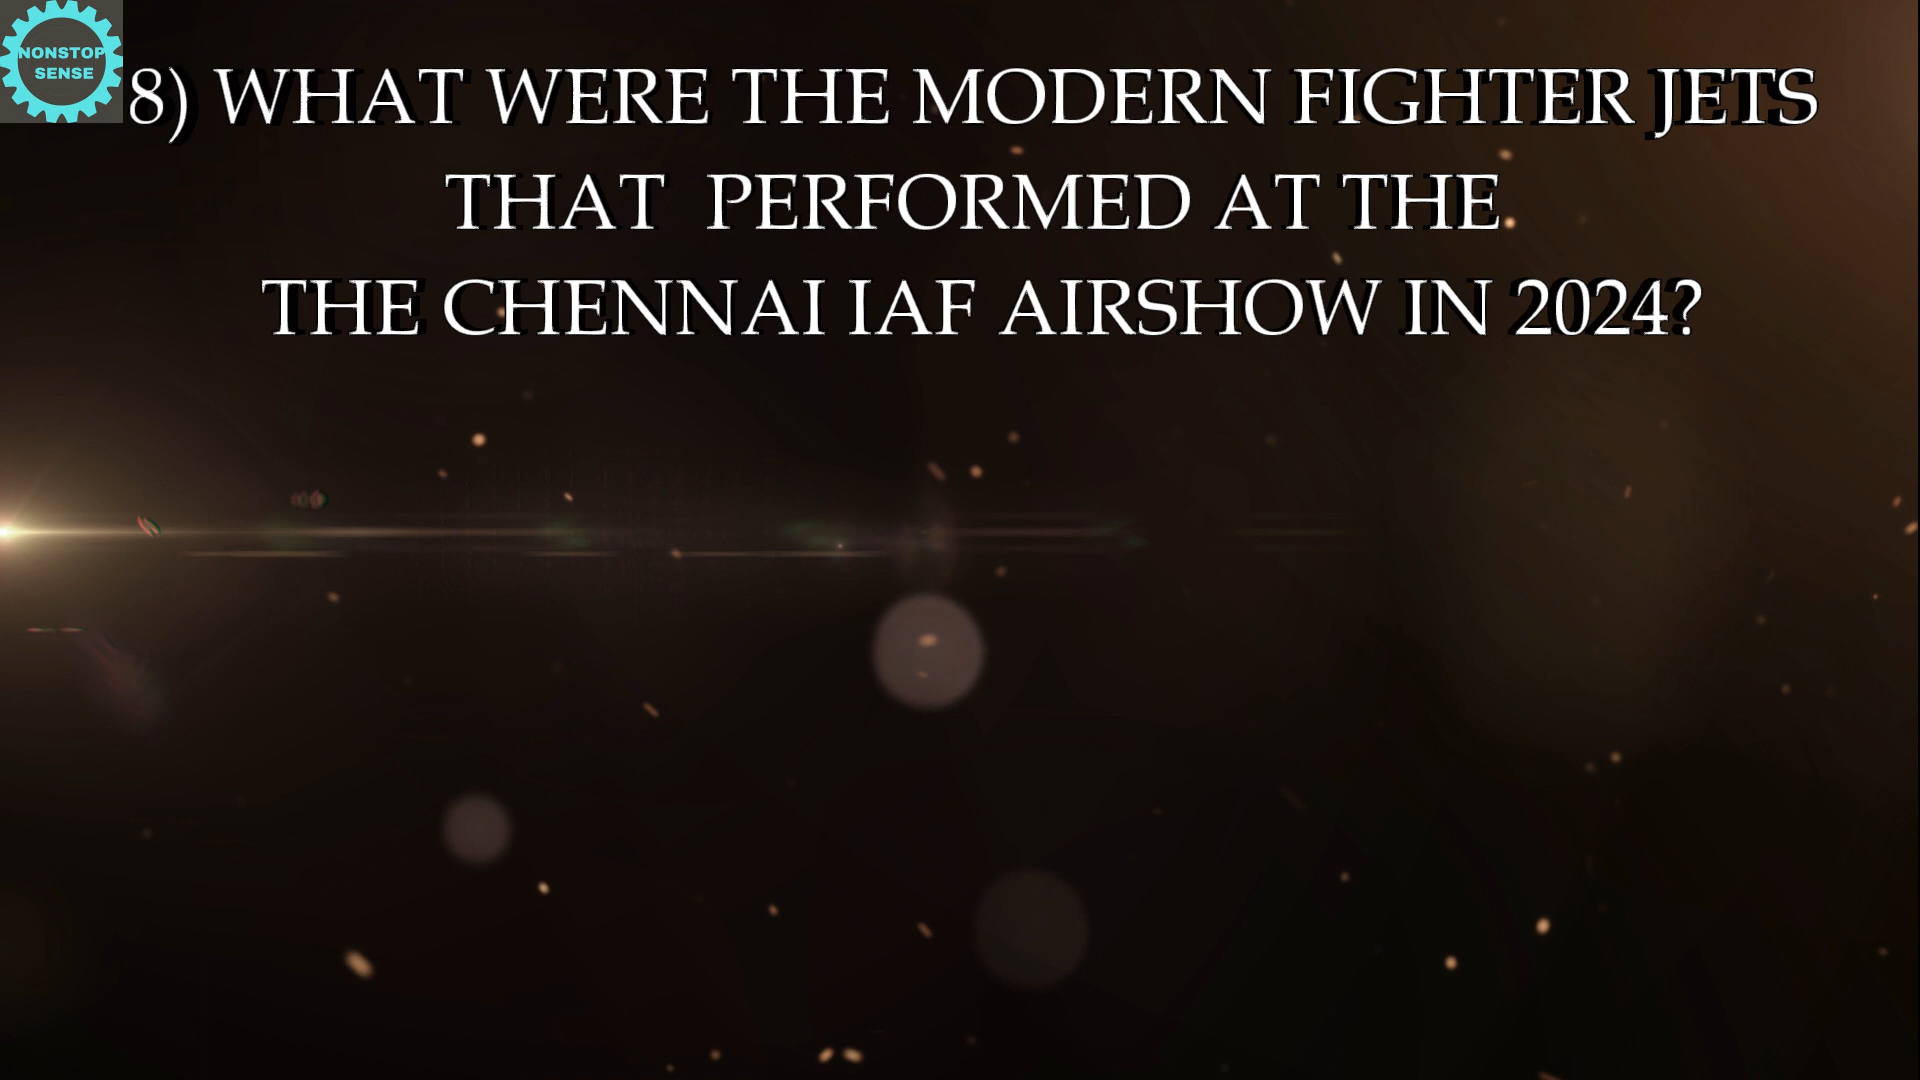 NONSTOP
SENSE
8) WHAT WERE THE MODERN FIGHTER JETS
THAT PERFORMED AT THE
THE CHENNAI IAF AIRSHOW IN 2024?